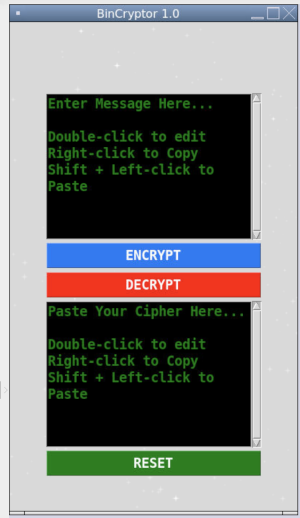 BinCryptor 1.0
Enter Message Here...
Double-click to edit
Right-click to Copy
Shift + Left-click to
Paste
ENCRYPT
DECRYPT
Paste Your Cipher Here...
Double-click to edit
Right-click to Copy
Shift + Left-click to
Paste
RESET